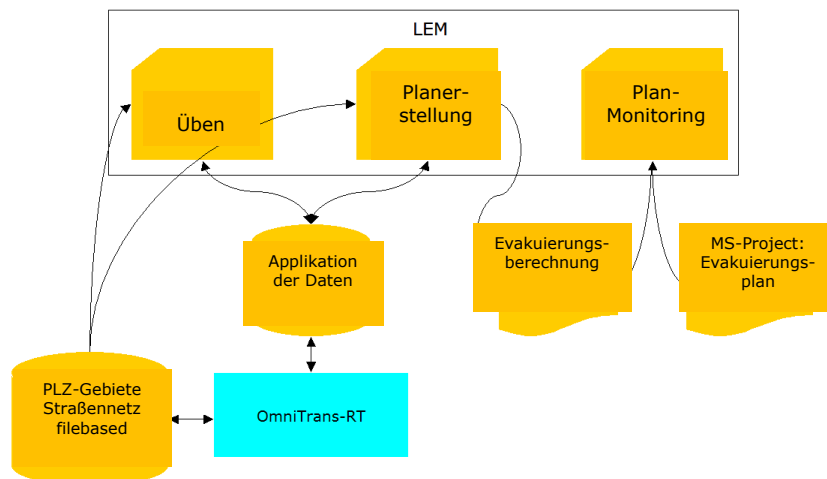 LEM
Üben
Planer-
stellung
Plan-
Monitoring
Applikation
der Daten
Evakuierungs-
berechnung
MS-Project:
Evakuierungs-
plan
PLZ-Gebiete
Straßennetz
filebased
OmniTrans-RT